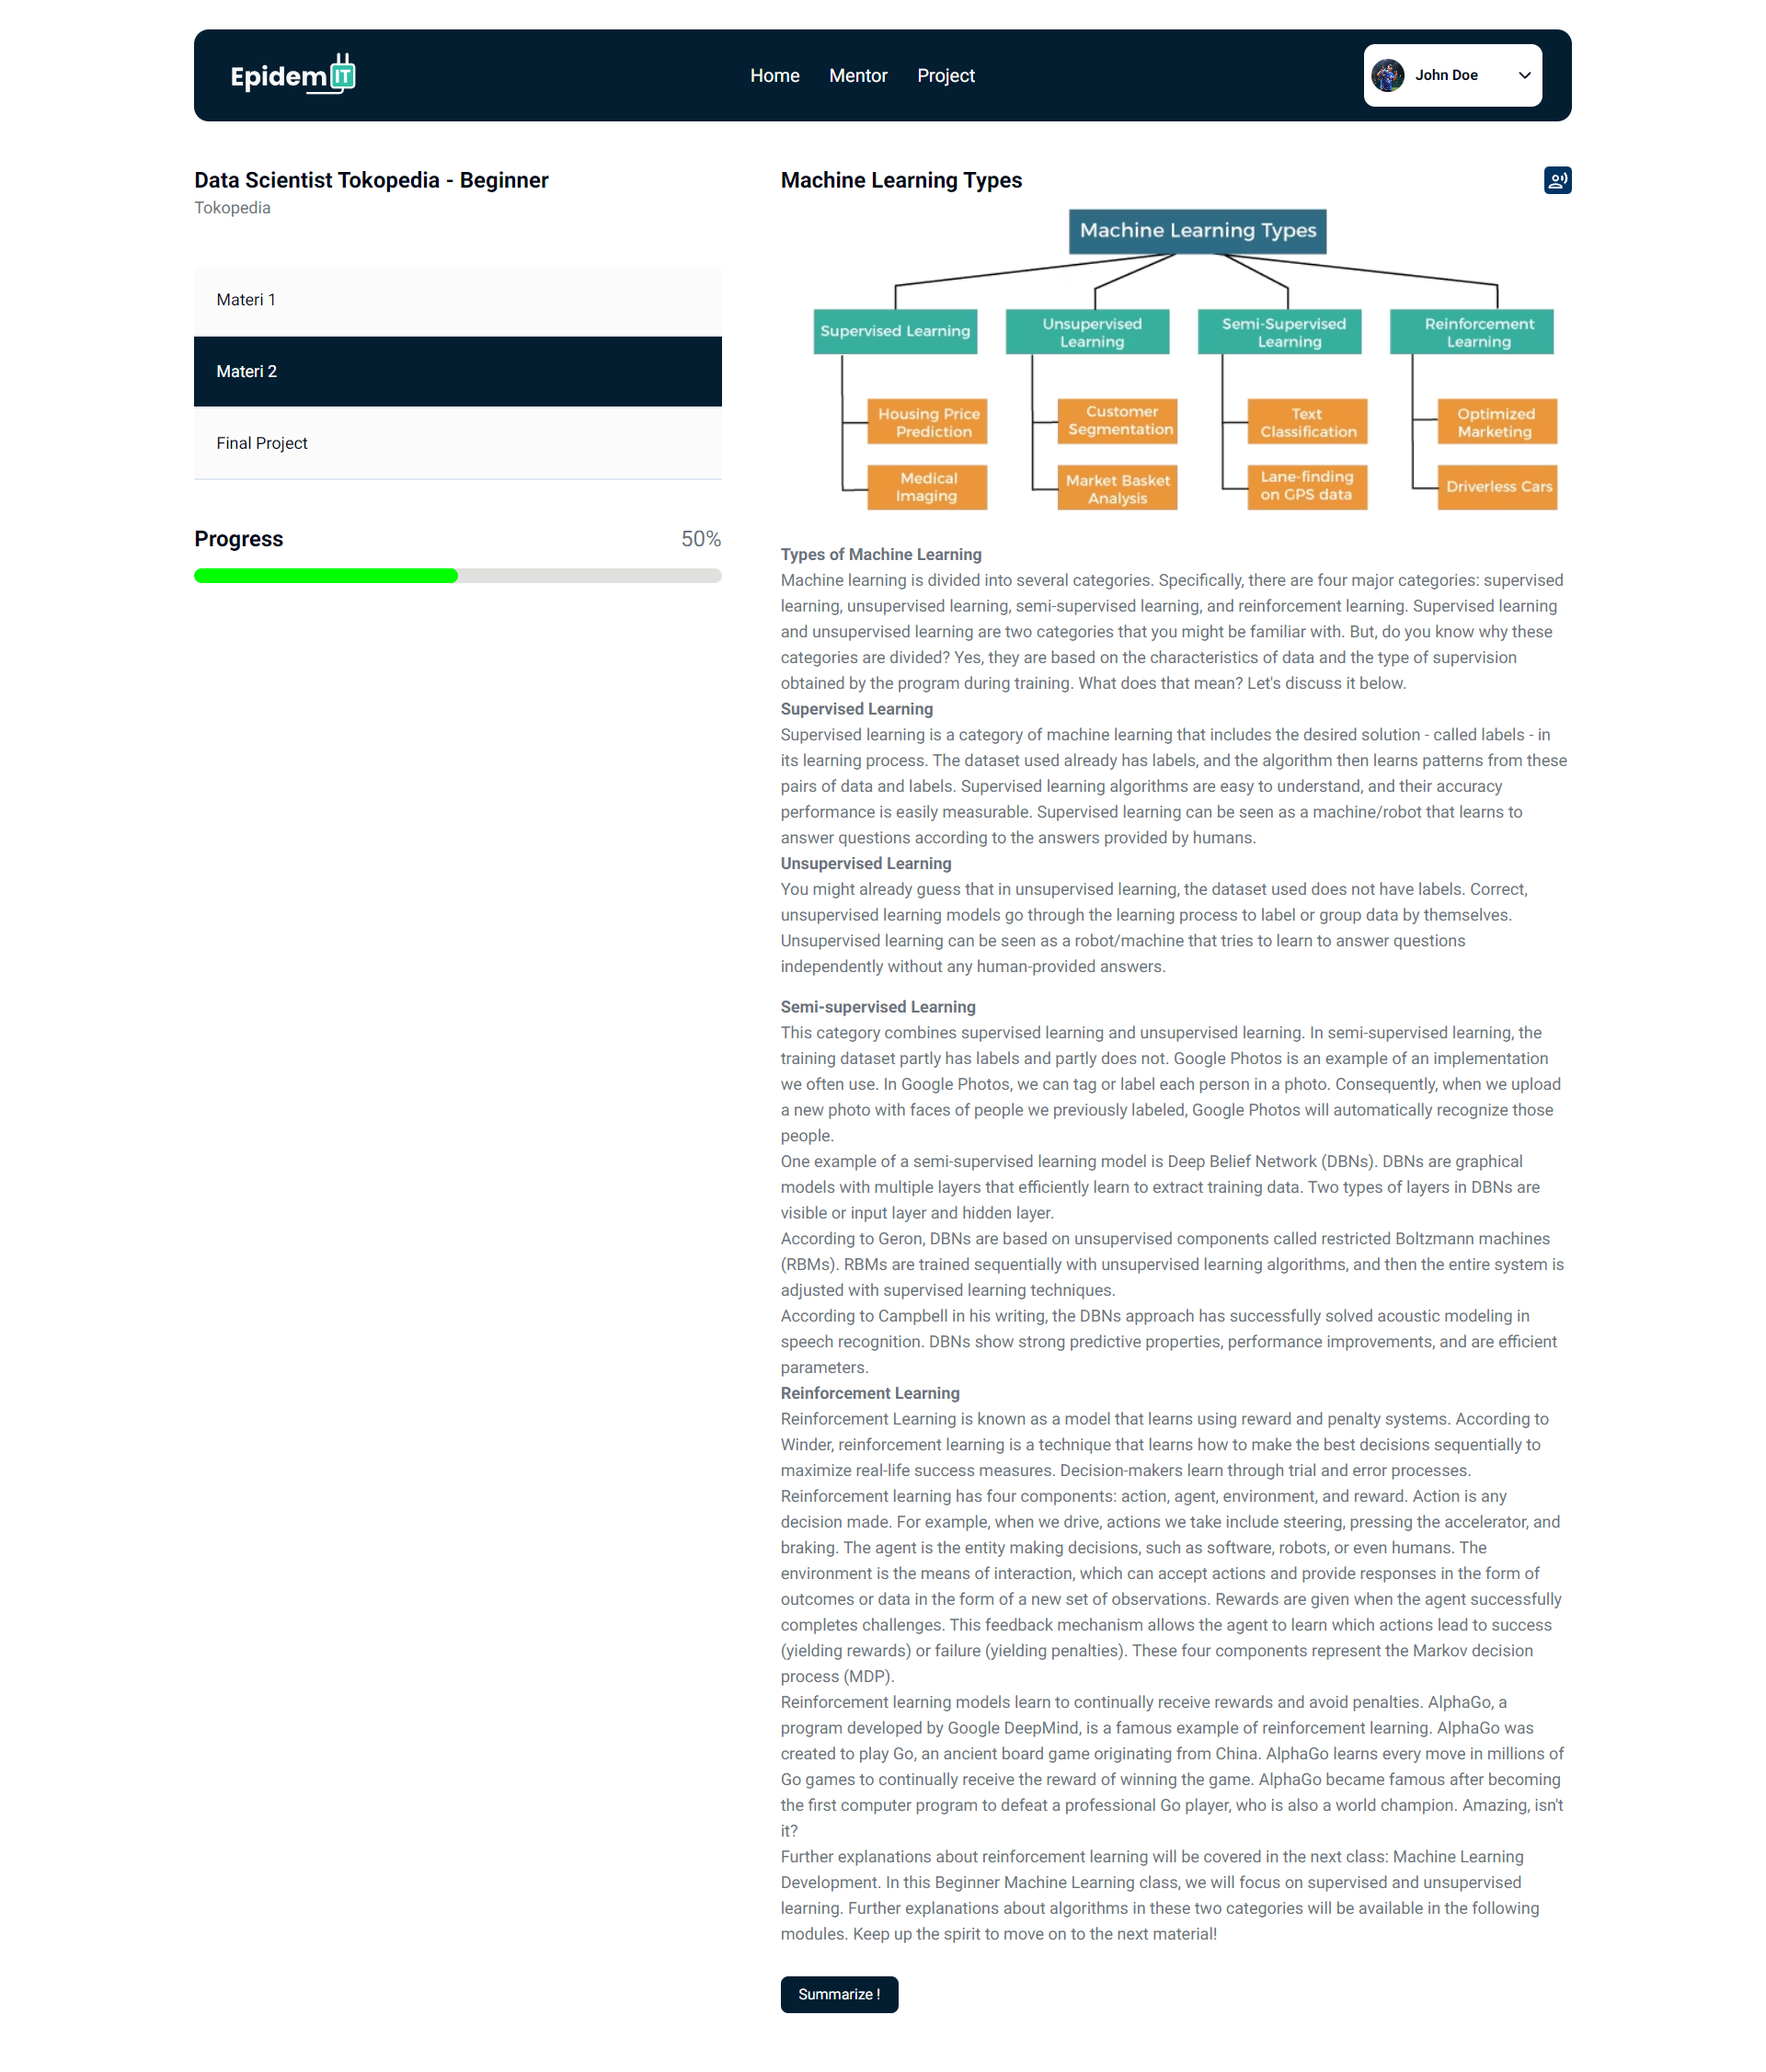 EpidemIT
Home Mentor Project
John Doe
Data Scientist Tokopedia - Beginner
Tokopedia
Materi 1
Materi 2
Final Project
Progress 50%
Machine Learning Types
Machine Learning Types
Supervised Learning
Unsupervised
Learning
Semi-Supervised
Learning
Reinforcement
Learning
Housing Price
Prediction
Customer
Segmentation
Text
Classification
Optimized
Marketing
Medical
Imaging
Market Basket
Analysis
Lane-finding
on GPS data
Driverless Cars
Types of Machine Learning
Machine learning is divided into several categories. Specifically, there are four major categories: supervised
learning, unsupervised learning, semi-supervised learning, and reinforcement learning. Supervised learning
and unsupervised learning are two categories that you might be familiar with. But, do you know why these
categories are divided? Yes, they are based on the characteristics of data and the type of supervision
obtained by the program during training. What does that mean? Let's discuss it below.
Supervised Learning
Supervised learning is a category of machine learning that includes the desired solution - called labels - in
its learning process. The dataset used already has labels, and the algorithm then learns patterns from these
pairs of data and labels. Supervised learning algorithms are easy to understand, and their accuracy
performance is easily measurable. Supervised learning can be seen as a machine/robot that learns to
answer questions according to the answers provided by humans.
Unsupervised Learning
You might already guess that in unsupervised learning, the dataset used does not have labels. Correct,
unsupervised learning models go through the learning process to label or group data by themselves.
Unsupervised learning can be seen as a robot/machine that tries to learn to answer questions
independently without any human-provided answers.
Semi-supervised Learning
This category combines supervised learning and unsupervised learning. In semi-supervised learning, the
training dataset partly has labels and partly does not. Google Photos is an example of an implementation
we often use. In Google Photos, we can tag or label each person in a photo. Consequently, when we upload
a new photo with faces of people we previously labeled, Google Photos will automatically recognize those
people.
One example of a semi-supervised learning model is Deep Belief Network (DBNs). DBNs are graphical
models with multiple layers that efficiently learn to extract training data. Two types of layers in DBNs are
visible or input layer and hidden layer.
According to Geron, DBNs are based on unsupervised components called restricted Boltzmann machines
(RBMs). RBMs are trained sequentially with unsupervised learning algorithms, and then the entire system is
adjusted with supervised learning techniques.
According to Campbell in his writing, the DBNs approach has successfully solved acoustic modeling in
speech recognition. DBNs show strong predictive properties, performance improvements, and are efficient
parameters.
Reinforcement Learning
Reinforcement Learning is known as a model that learns using reward and penalty systems. According to
Winder, reinforcement learning is a technique that learns how to make the best decisions sequentially to
maximize real-life success measures. Decision-makers learn through trial and error processes.
Reinforcement learning has four components: action, agent, environment, and reward. Action is any
decision made. For example, when we drive, actions we take include steering, pressing the accelerator, and
braking. The agent is the entity making decisions, such as software, robots, or even humans. The
environment is the means of interaction, which can accept actions and provide responses in the form of
outcomes or data in the form of a new set of observations. Rewards are given when the agent successfully
completes challenges. This feedback mechanism allows the agent to learn which actions lead to success
(yielding rewards) or failure (yielding penalties). These four components represent the Markov decision
process (MDP).
Reinforcement learning models learn to continually receive rewards and avoid penalties. AlphaGo, a
program developed by Google DeepMind, is a famous example of reinforcement learning. AlphaGo was
created to play Go, an ancient board game originating from China. AlphaGo learns every move in millions of
Go games to continually receive the reward of winning the game. AlphaGo became famous after becoming
the first computer program to defeat a professional Go player, who is also a world champion. Amazing, isn't
it?
Further explanations about reinforcement learning will be covered in the next class: Machine Learning
Development. In this Beginner Machine Learning class, we will focus on supervised and unsupervised
learning. Further explanations about algorithms in these two categories will be available in the following
modules. Keep up the spirit to move on to the next material!
Summarize !